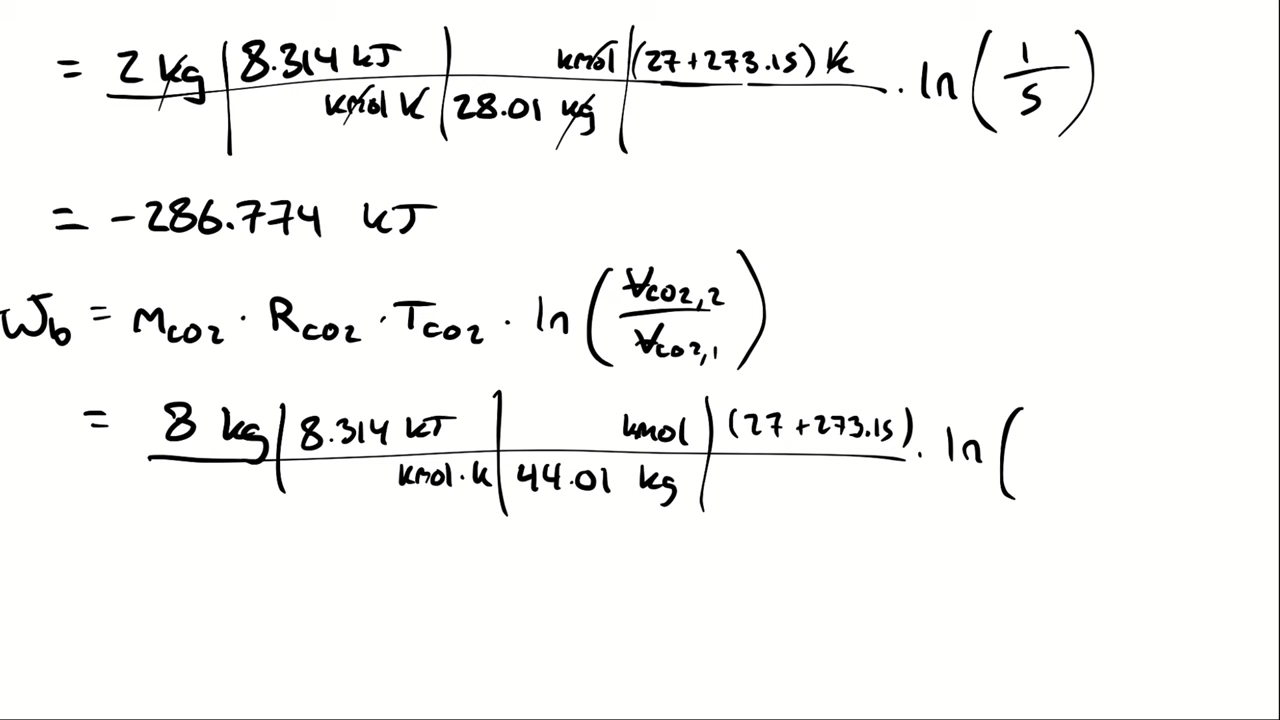 = 2 kg | 8.314 kJ | kmol | (27+273.15) K
kmol K | 28.01 kg · ln(1/5)
= -286.774 kJ
Wb = mCO2 · RCO2 · TCO2 · ln(VCO2,2/VCO2,1)
= 8 kg | 8.314 kJ | kmol | (27+273.15)
kmol·K | 44.01 kg · ln(